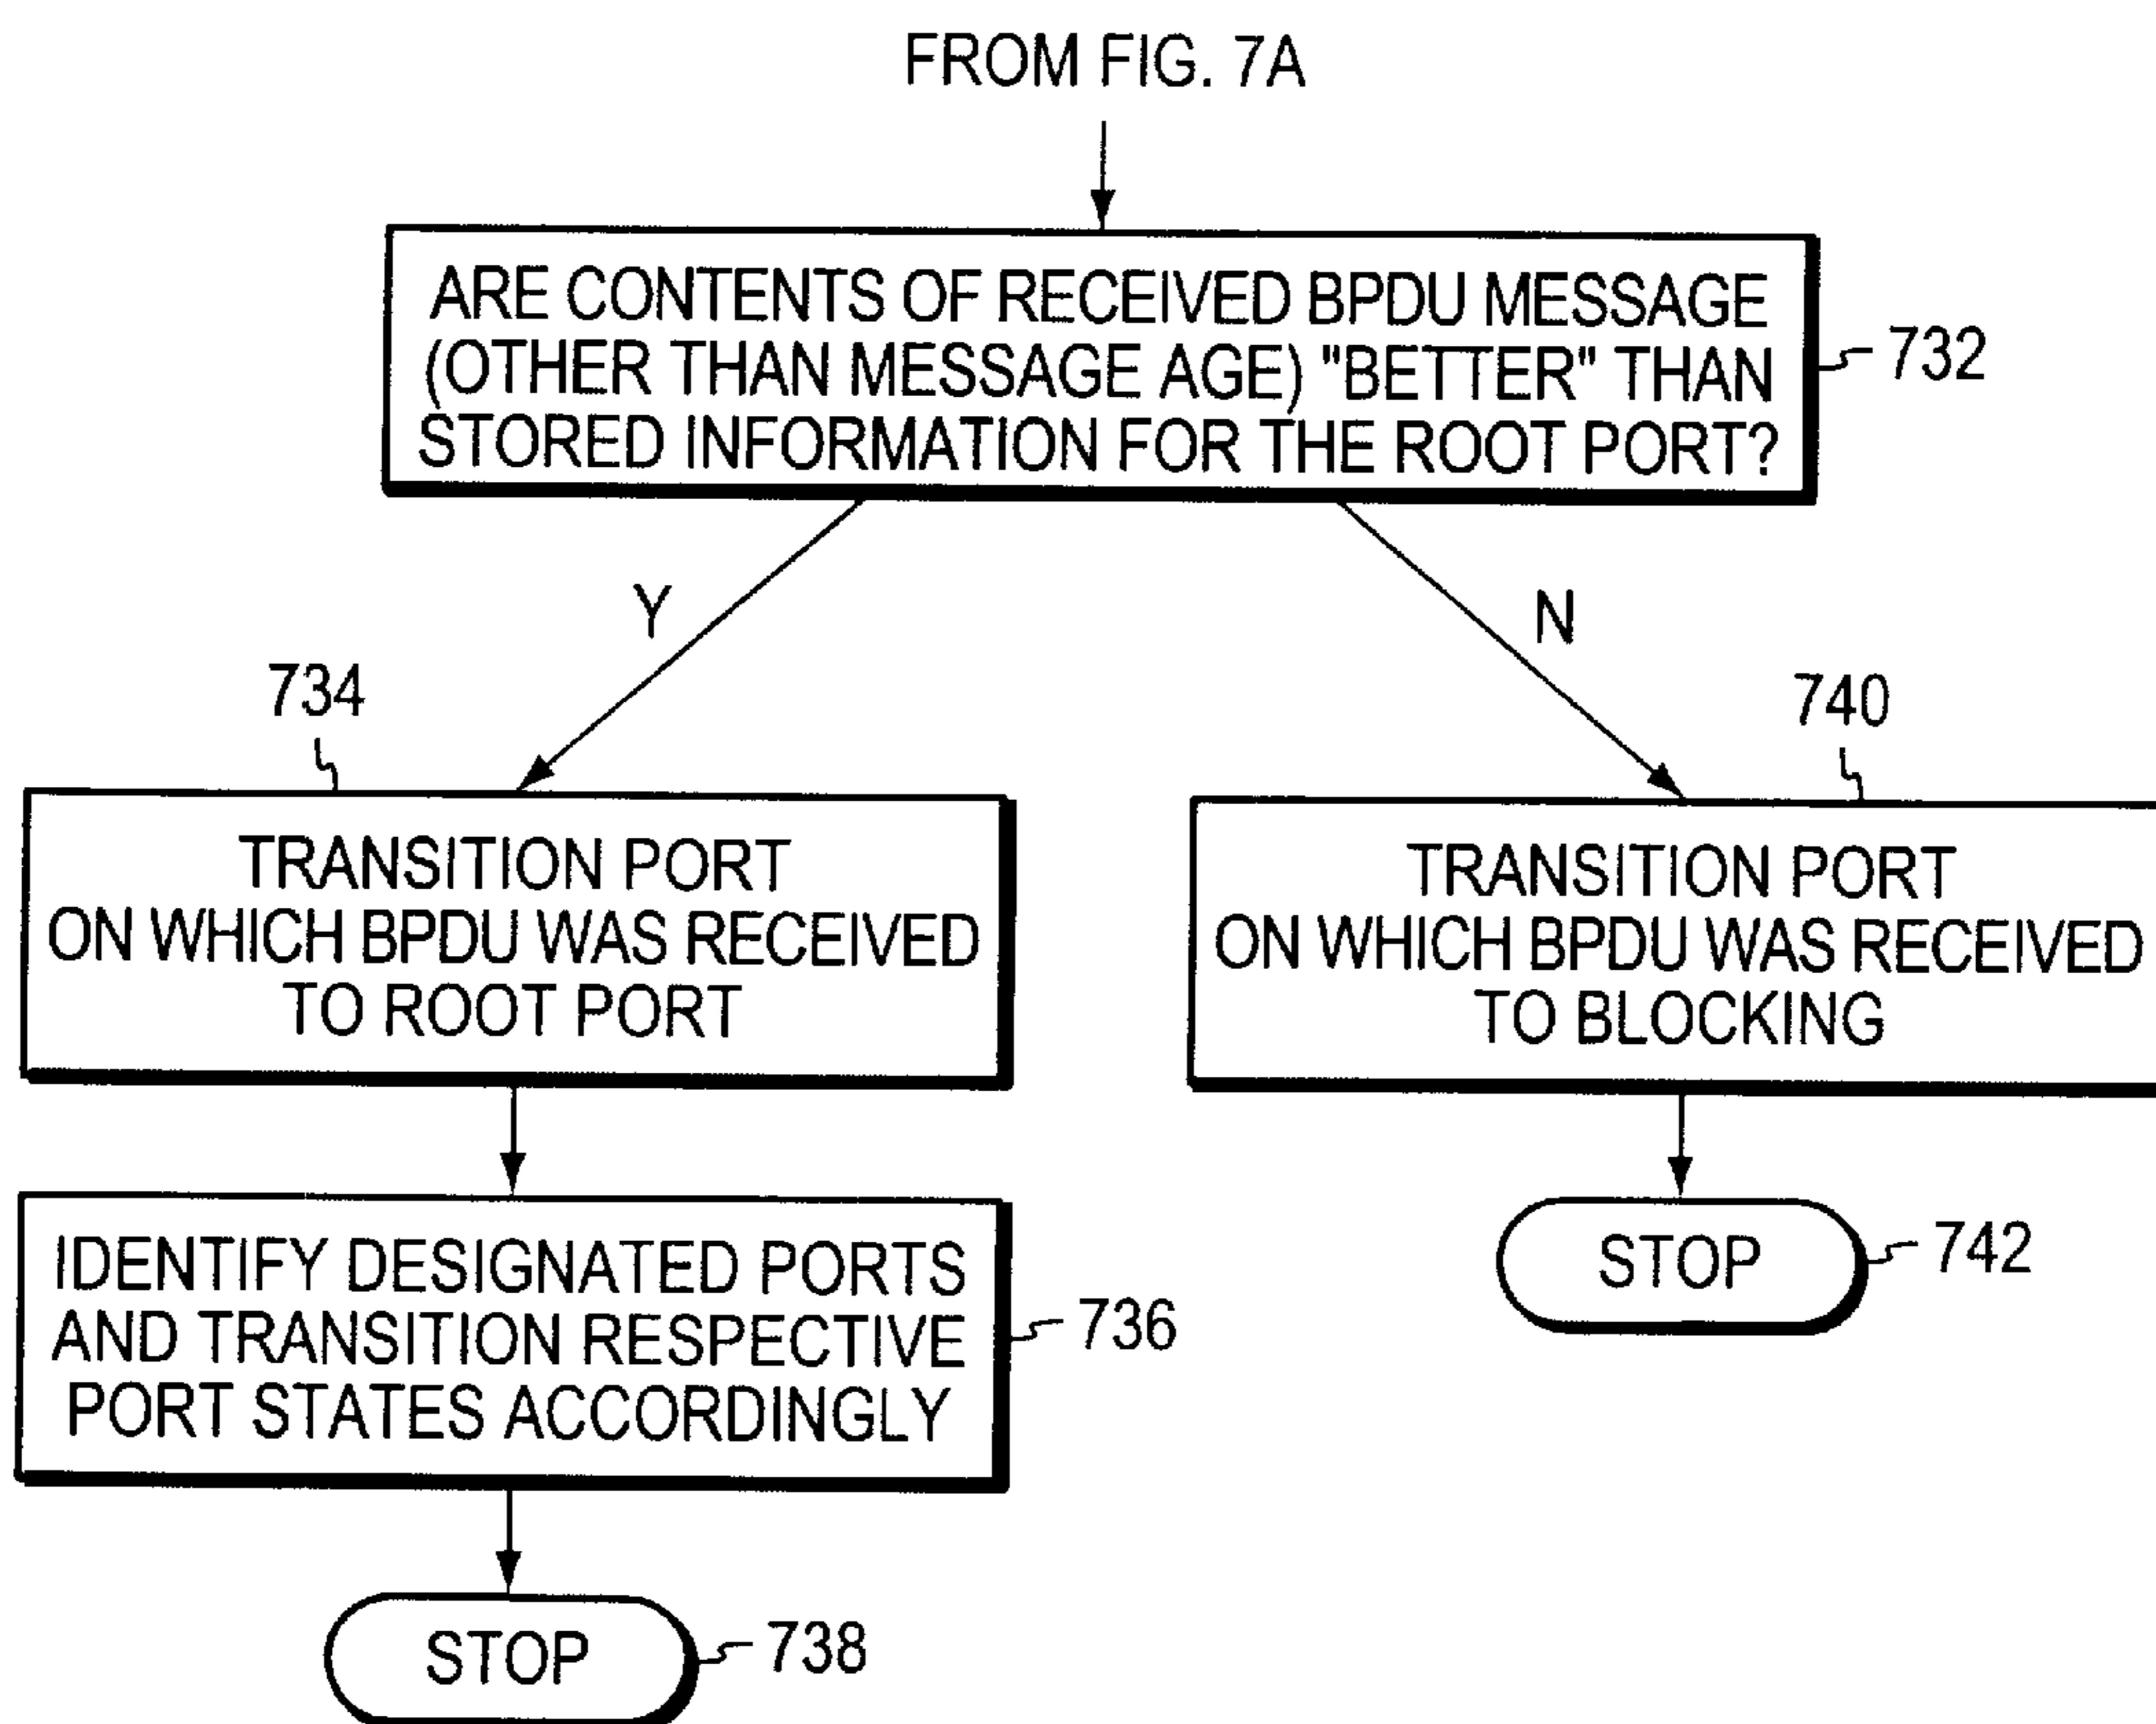 FROM FIG. 7A
ARE CONTENTS OF RECEIVED BPDU MESSAGE
(OTHER THAN MESSAGE AGE) "BETTER" THAN
STORED INFORMATION FOR THE ROOT PORT?
732
Y
N
734
TRANSITION PORT
ON WHICH BPDU WAS RECEIVED
TO ROOT PORT
740
TRANSITION PORT
ON WHICH BPDU WAS RECEIVED
TO BLOCKING
IDENTIFY DESIGNATED PORTS
AND TRANSITION RESPECTIVE
PORT STATES ACCORDINGLY
736
STOP
742
STOP
738